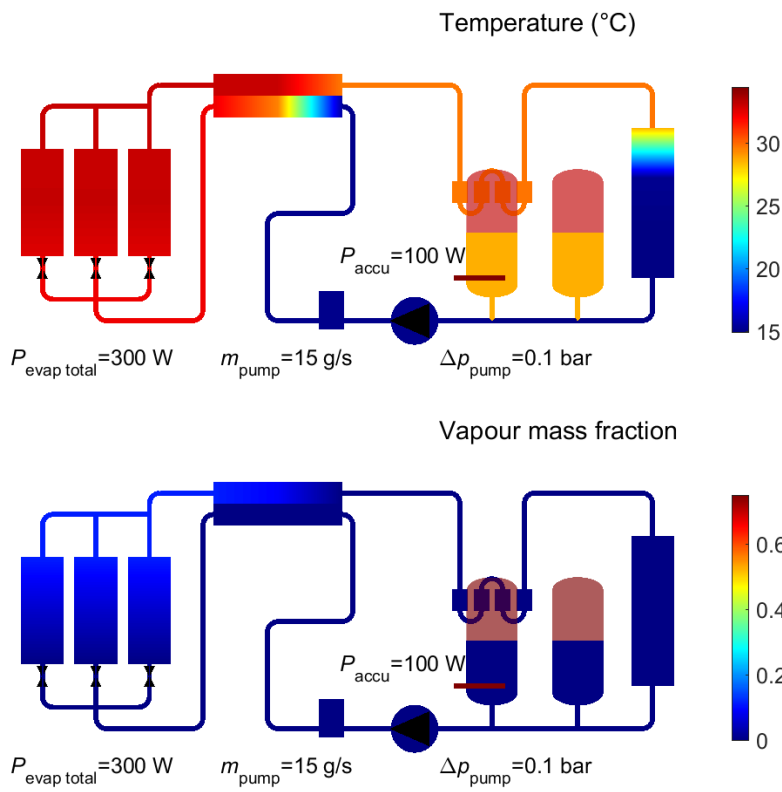 Temperature (°C)
30
25
20
15
P_accu=100 W
P_evap total=300 W
m_pump=15 g/s
Δp_pump=0.1 bar
Vapour mass fraction
0.6
0.4
0.2
0
P_accu=100 W
P_evap total=300 W
m_pump=15 g/s
Δp_pump=0.1 bar